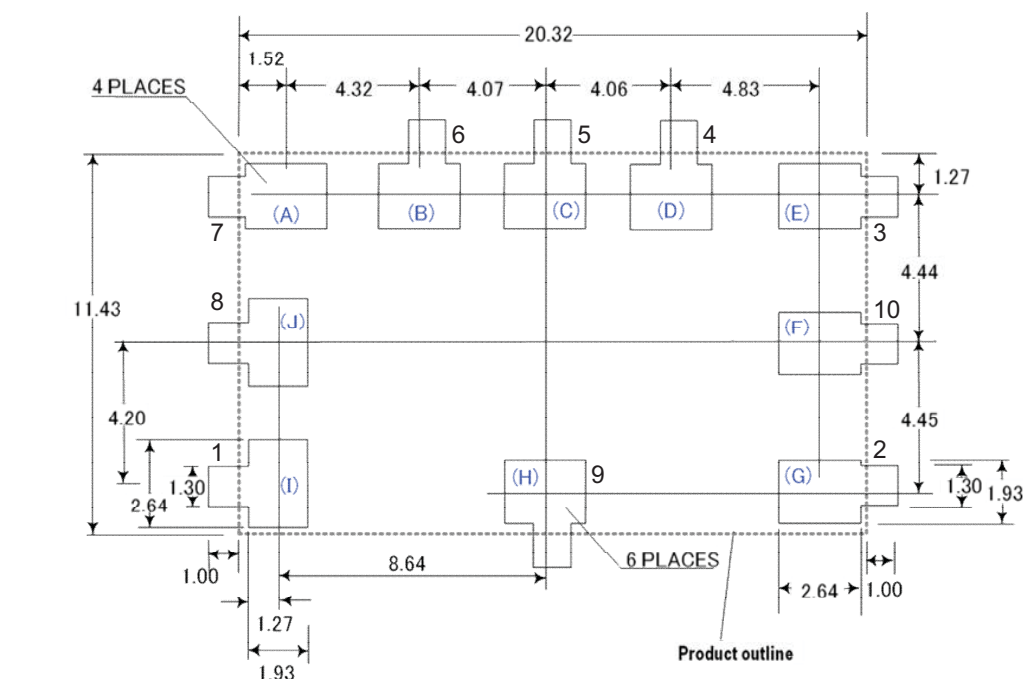 20.32
1.52
4.32
4.07
4.06
4.83
4 PLACES
6
5
4
1.27
(A)
(B)
(C)
(D)
(E)
7
3
4.44
11.43
8
(J)
10
(F)
4.20
4.45
1
2
1.30
2.64
(I)
(H)
9
(G)
1.30
1.93
1.00
8.64
6 PLACES
2.64
1.00
1.27
1.93
Product outline